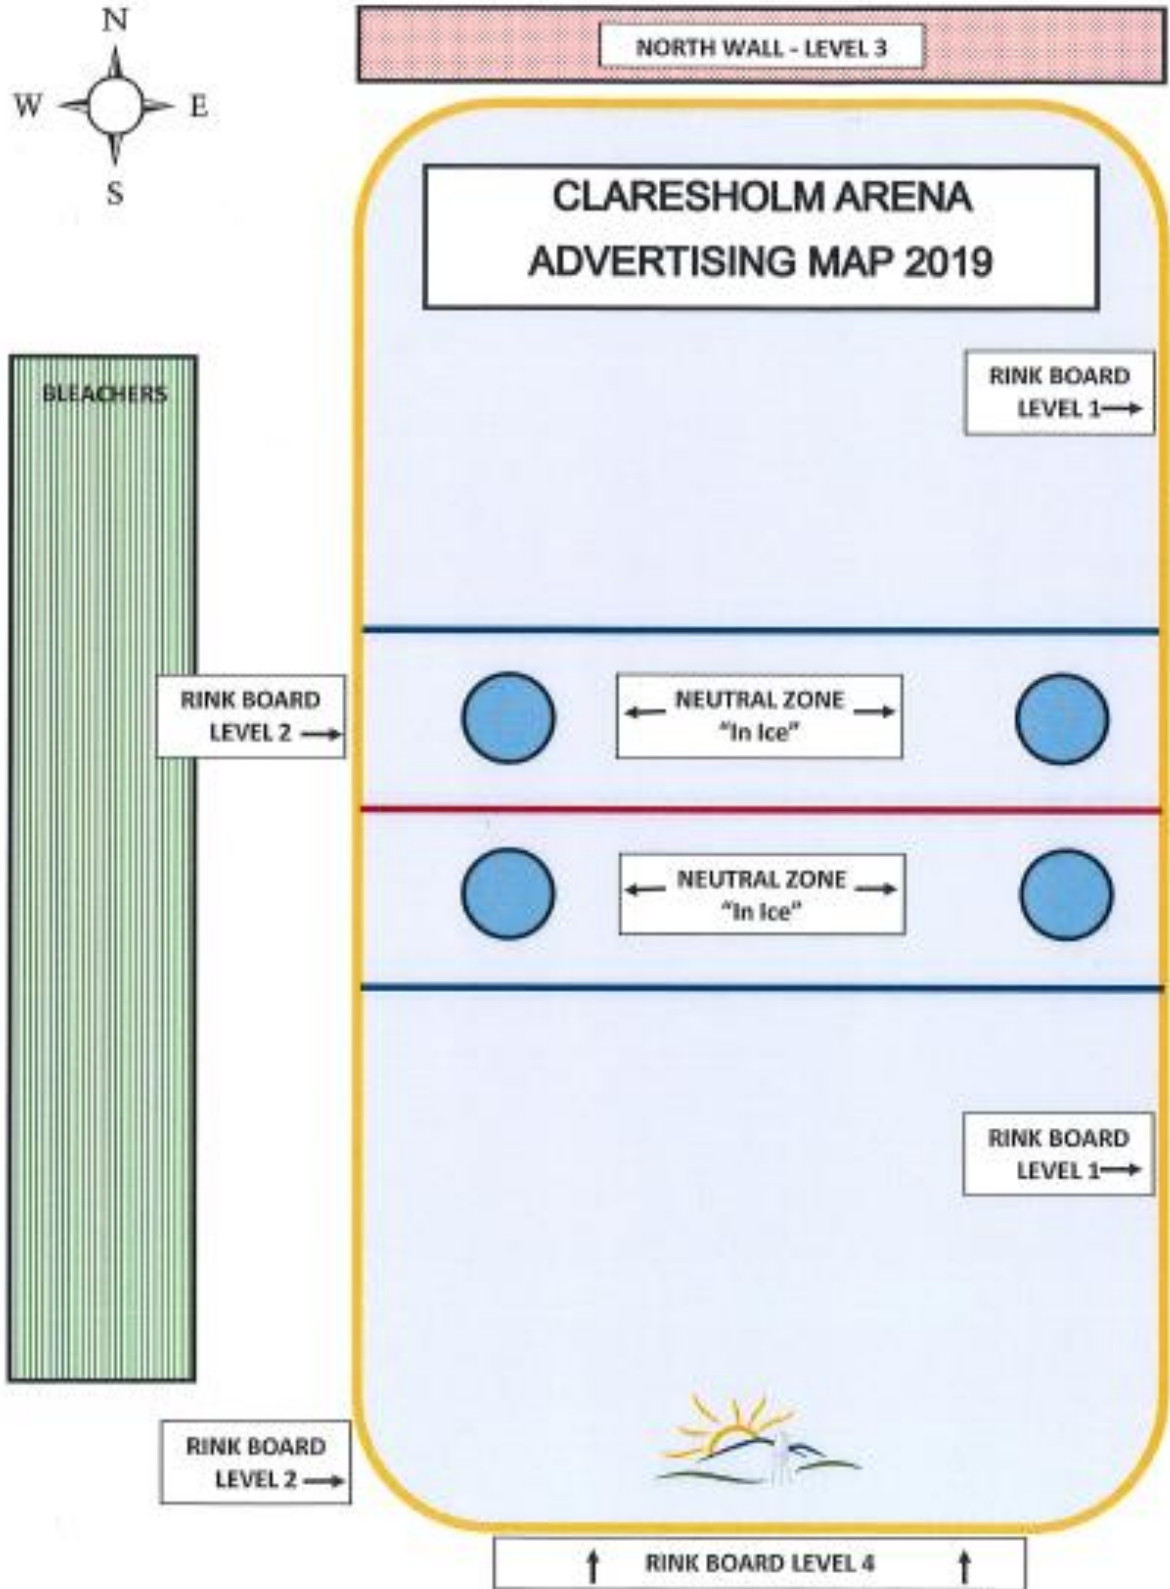 N
W E
S
NORTH WALL - LEVEL 3
CLARESHOLM ARENA
ADVERTISING MAP 2019
BLEACHERS
RINK BOARD
LEVEL 1
RINK BOARD
LEVEL 2
NEUTRAL ZONE
"In Ice"
NEUTRAL ZONE
"In Ice"
RINK BOARD
LEVEL 1
RINK BOARD
LEVEL 2
RINK BOARD LEVEL 4